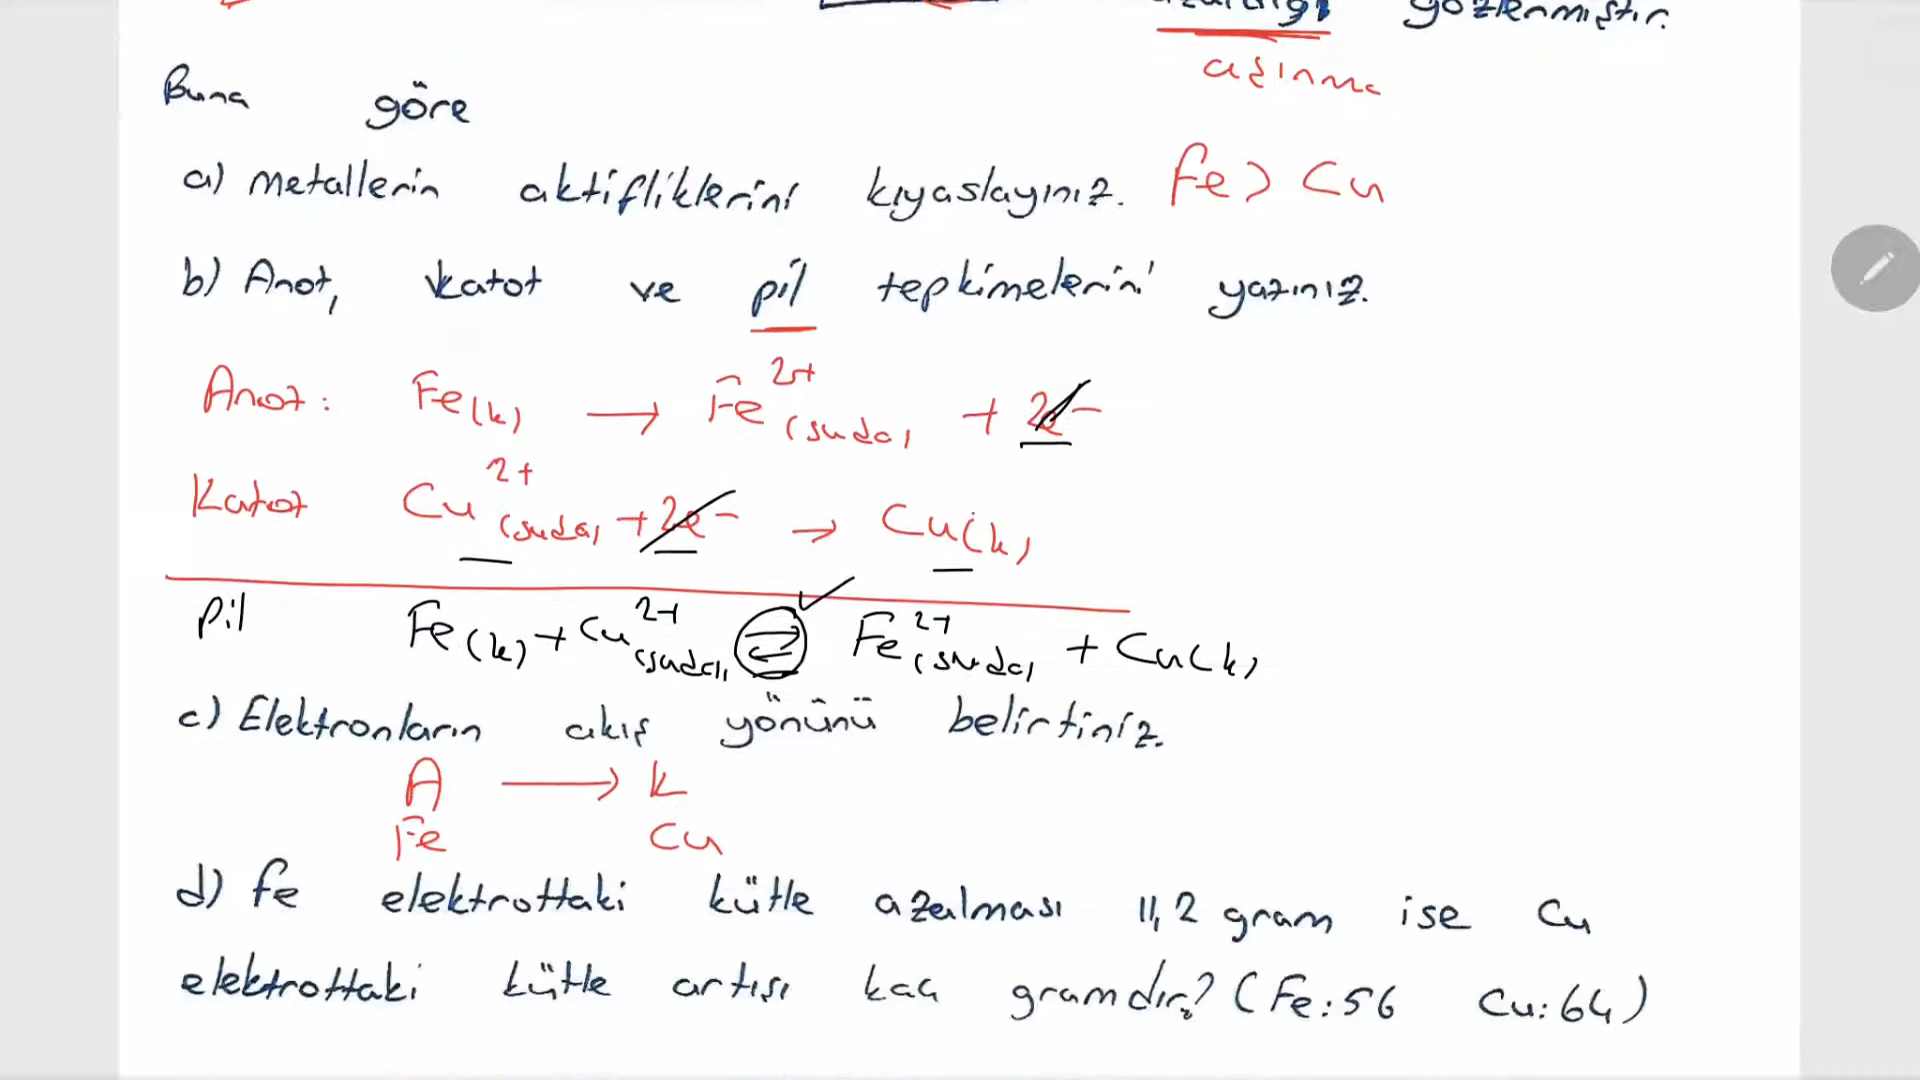 gözlenmiştir.
aşınma
Buna göre
a) metallerin aktifliklerini kıyaslayınız. Fe > Cu
b) Anot, Katot ve pil tepkimelerini yazınız.
Anot: Fe(k) → Fe²⁺(suda) + 2e⁻
Katot Cu²⁺(suda) + 2e⁻ → Cu(k)
pil Fe(k) + Cu²⁺(suda) ⇌ Fe²⁺(suda) + Cu(k)
c) Elektronların akış yönünü belirtiniz.
A → K
Fe Cu
d) Fe elektrottaki kütle azalması 11,2 gram ise Cu
elektrottaki kütle artışı kaç gramdır? (Fe:56 Cu:64)